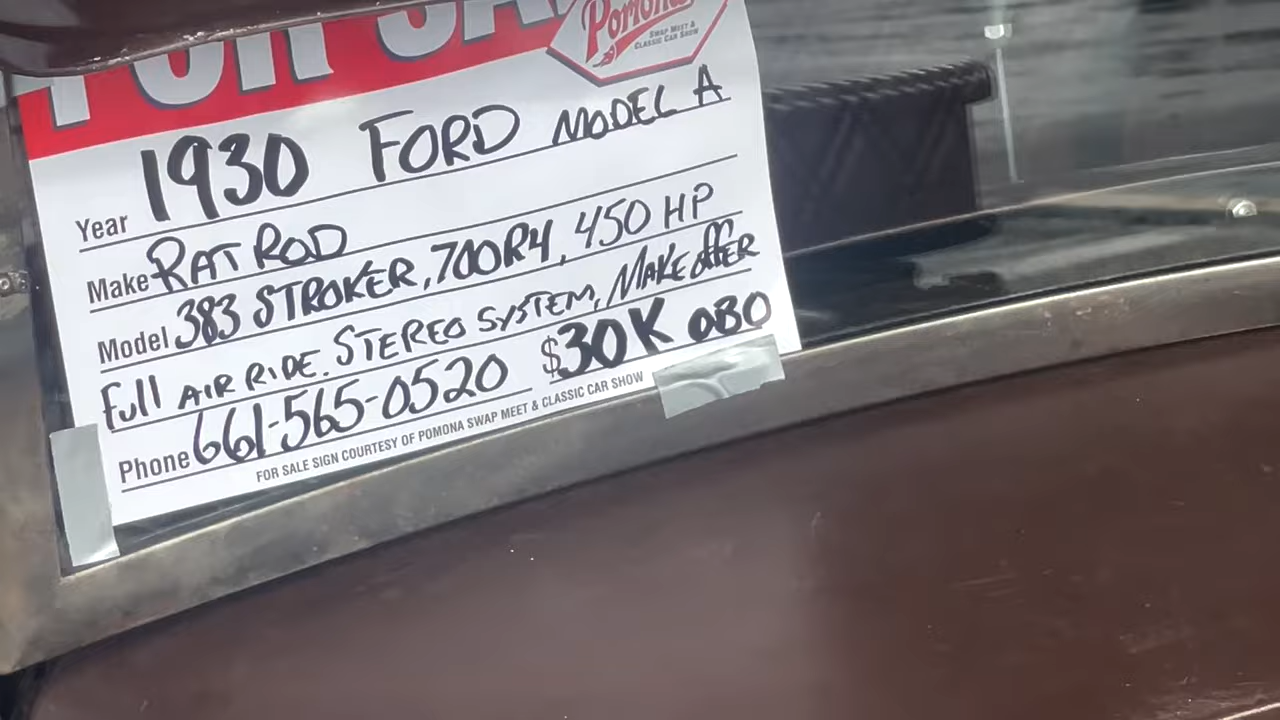 FOR SA
Pomona
SWAP MEET &
CLASSIC CAR SHOW
Year 1930 FORD MODEL A
Make RAT ROD
Model 383 STROKER, 700R4, 450 HP
Full AIR RIDE. STEREO SYSTEM, MAKE OFFER
Phone 661-565-0520 $30K OBO
FOR SALE SIGN COURTESY OF POMONA SWAP MEET & CLASSIC CAR SHOW